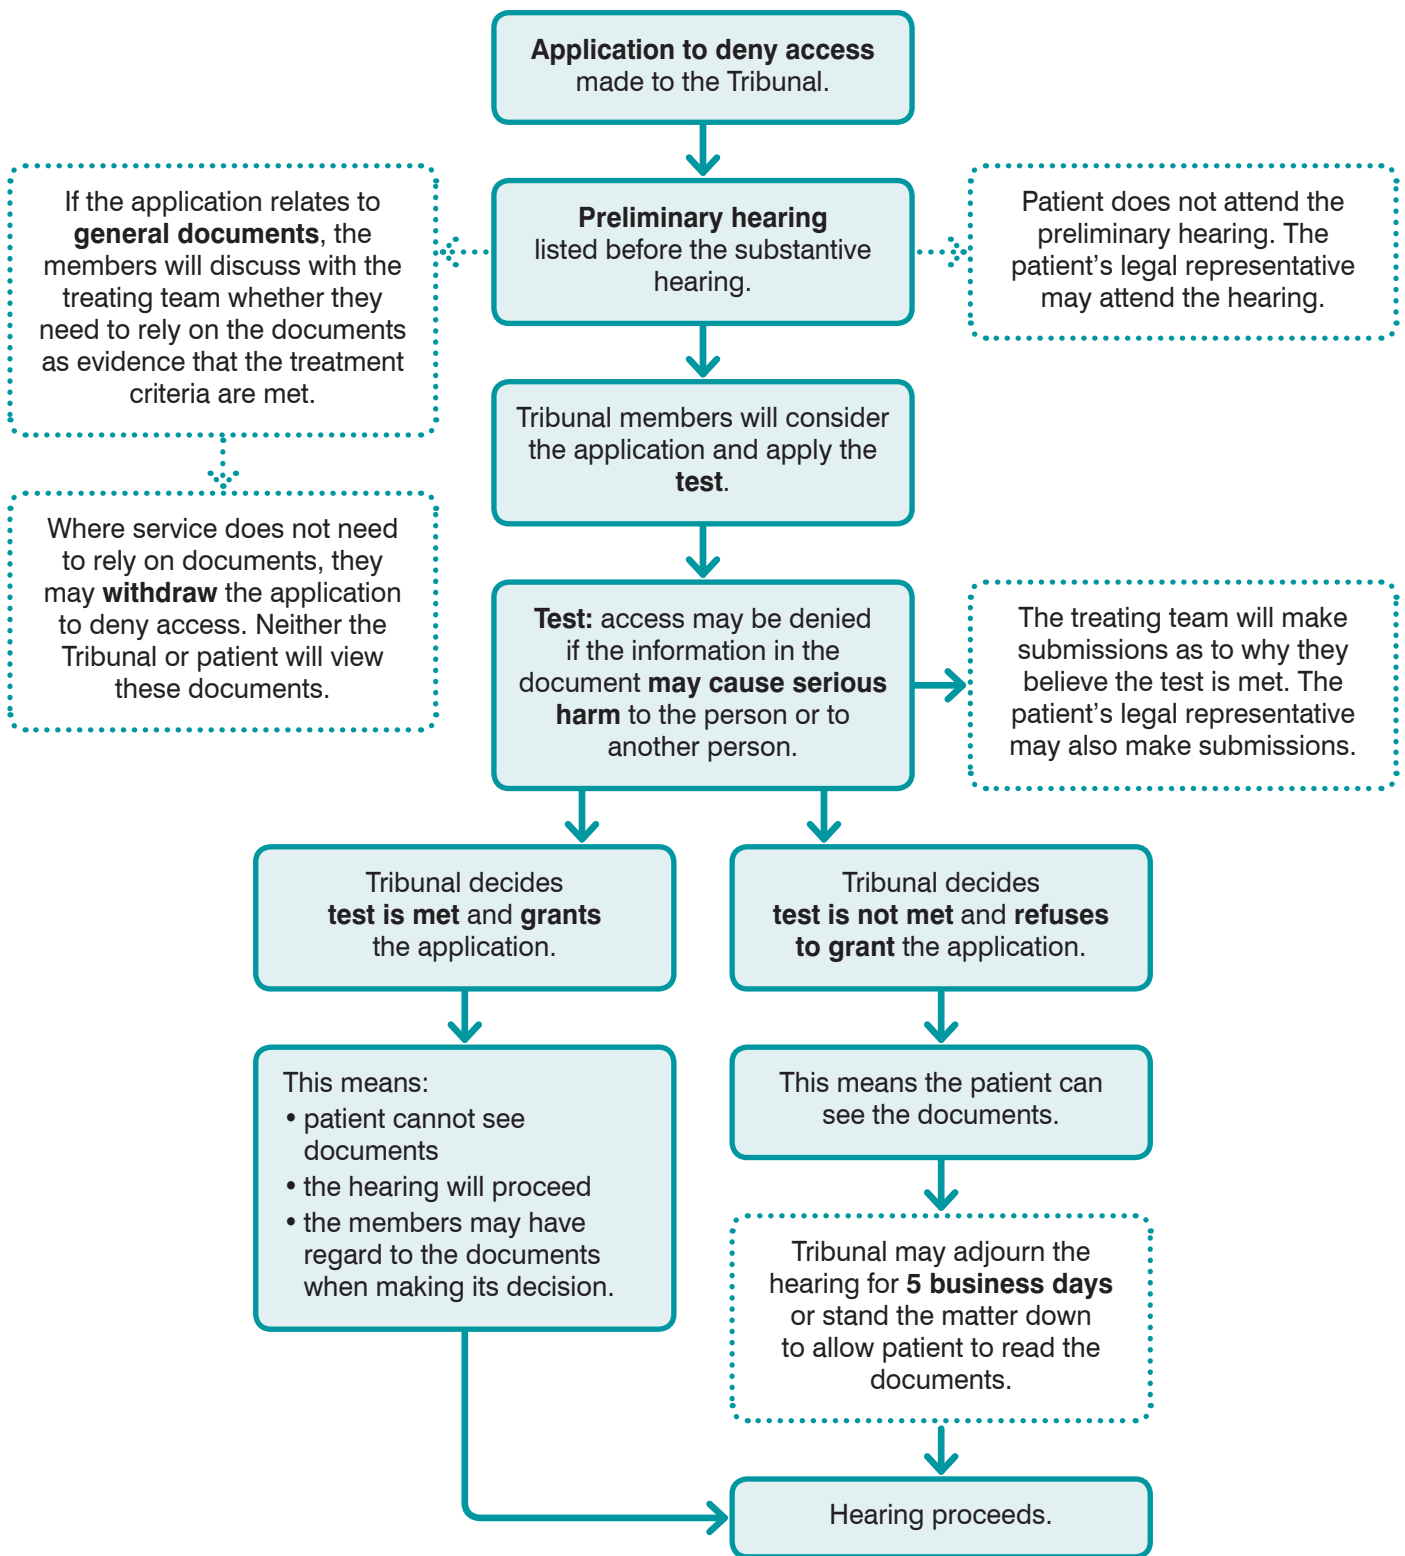 Application to deny access
made to the Tribunal.
If the application relates to
general documents, the
members will discuss with the
treating team whether they
need to rely on the documents
as evidence that the treatment
criteria are met.
Preliminary hearing
listed before the substantive
hearing.
Patient does not attend the
preliminary hearing. The
patient’s legal representative
may attend the hearing.
Tribunal members will consider
the application and apply the
test.
Where service does not need
to rely on documents, they
may withdraw the application
to deny access. Neither the
Tribunal or patient will view
these documents.
Test: access may be denied
if the information in the
document may cause serious
harm to the person or to
another person.
The treating team will make
submissions as to why they
believe the test is met. The
patient’s legal representative
may also make submissions.
Tribunal decides
test is met and grants
the application.
Tribunal decides
test is not met and refuses
to grant the application.
This means:
• patient cannot see
documents
• the hearing will proceed
• the members may have
regard to the documents
when making its decision.
This means the patient can
see the documents.
Tribunal may adjourn the
hearing for 5 business days
or stand the matter down
to allow patient to read the
documents.
Hearing proceeds.